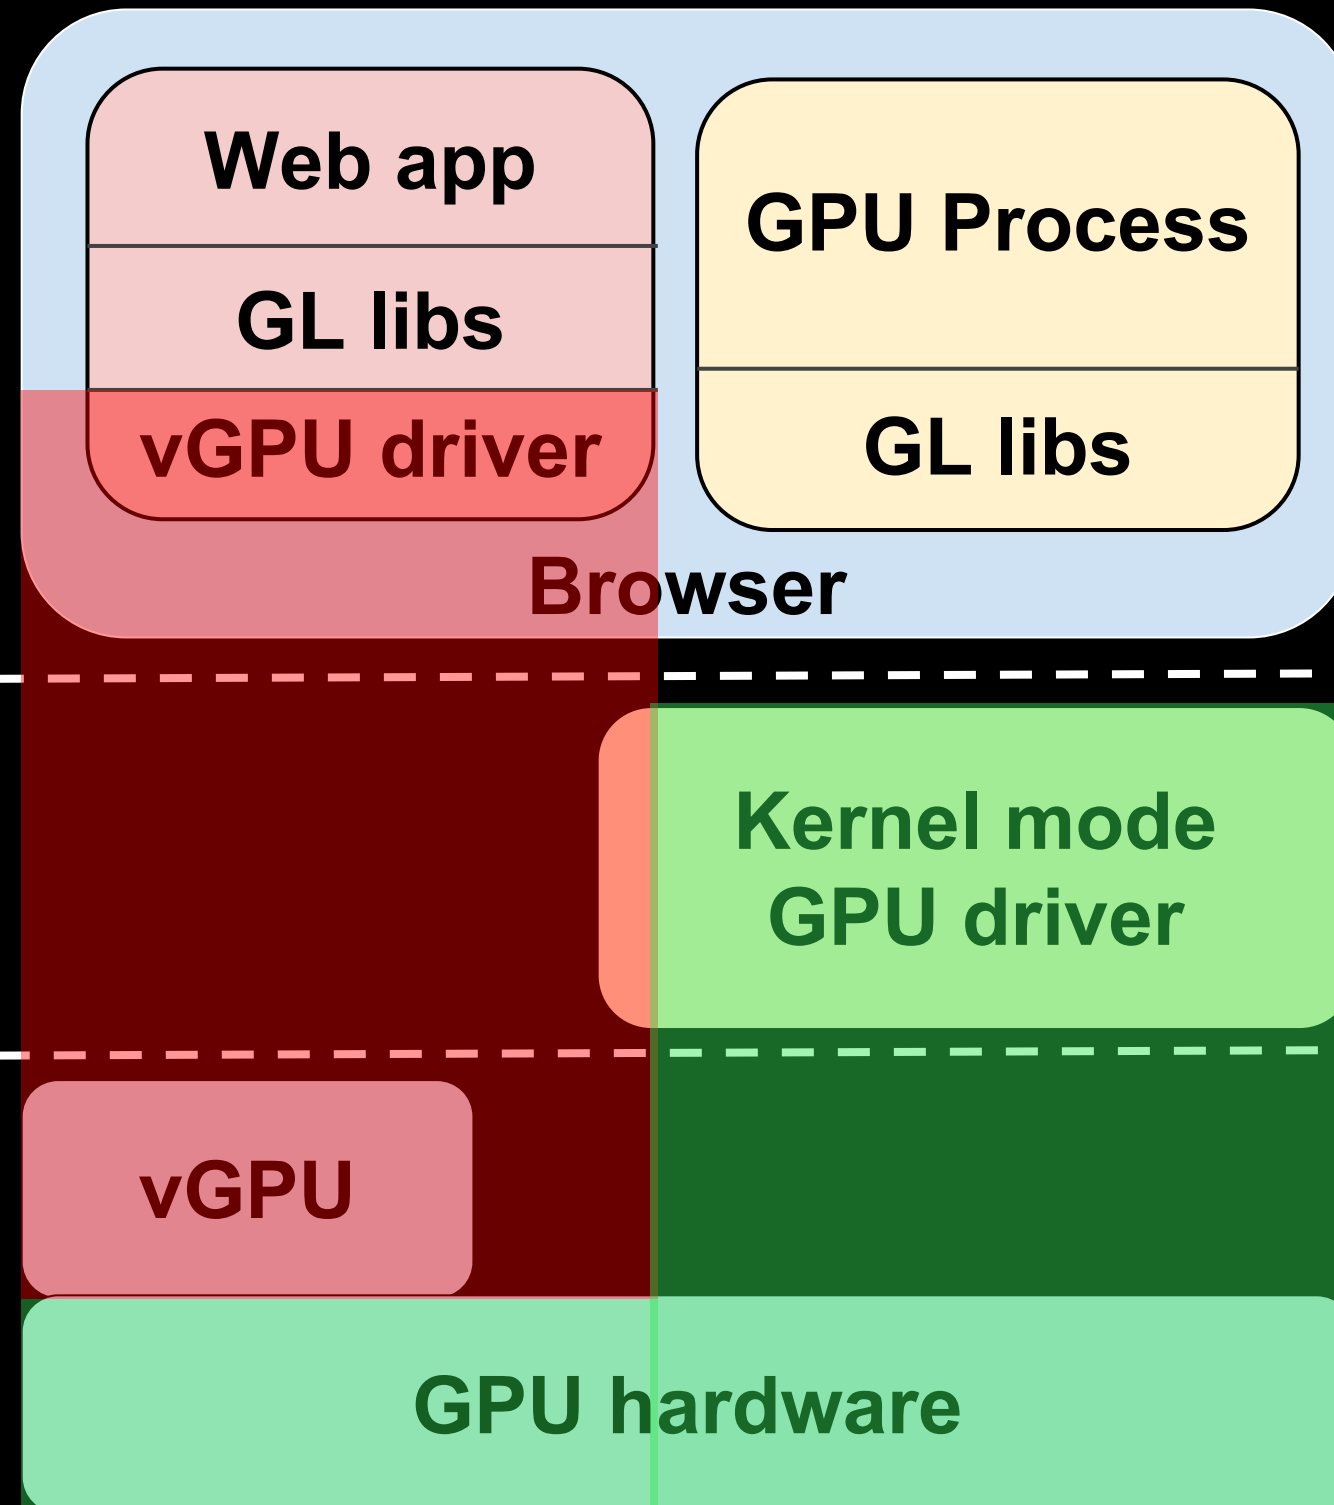 Web app
GL libs
vGPU driver
GPU Process
GL libs
Browser
Kernel mode
GPU driver
vGPU
GPU hardware